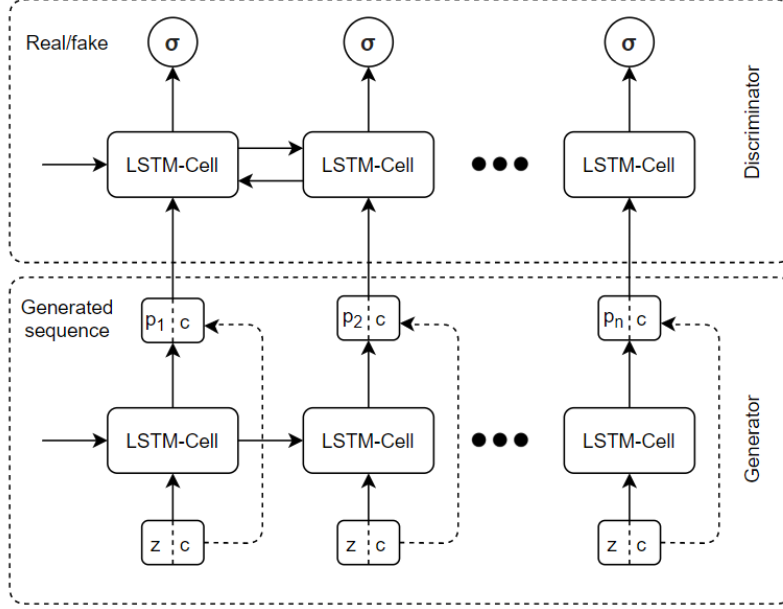 Real/fake
σ
σ
σ
LSTM-Cell
LSTM-Cell
LSTM-Cell
Discriminator
Generated
sequence
p₁ c
p₂ c
pₙ c
LSTM-Cell
LSTM-Cell
LSTM-Cell
Generator
z c
z c
z c